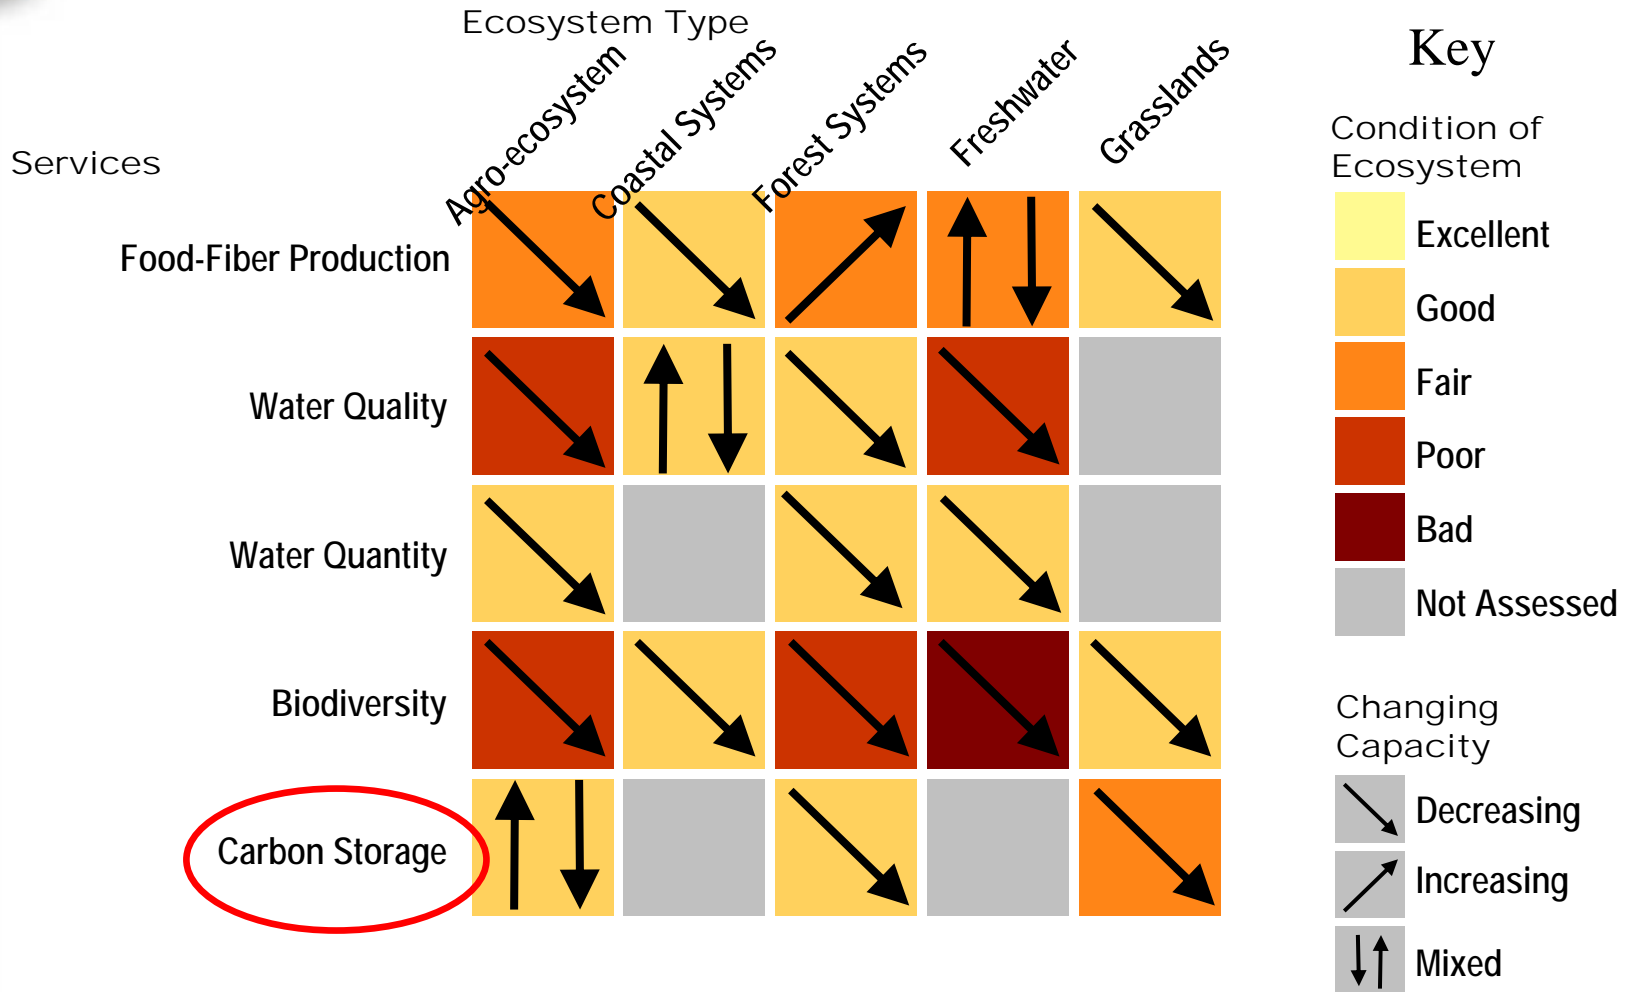 Ecosystem Type
Agro-ecosystem
Coastal Systems
Forest Systems
Freshwater
Grasslands
Services
Food-Fiber Production
Water Quality
Water Quantity
Biodiversity
Carbon Storage
Key
Condition of
Ecosystem
Excellent
Good
Fair
Poor
Bad
Not Assessed
Changing
Capacity
Decreasing
Increasing
Mixed